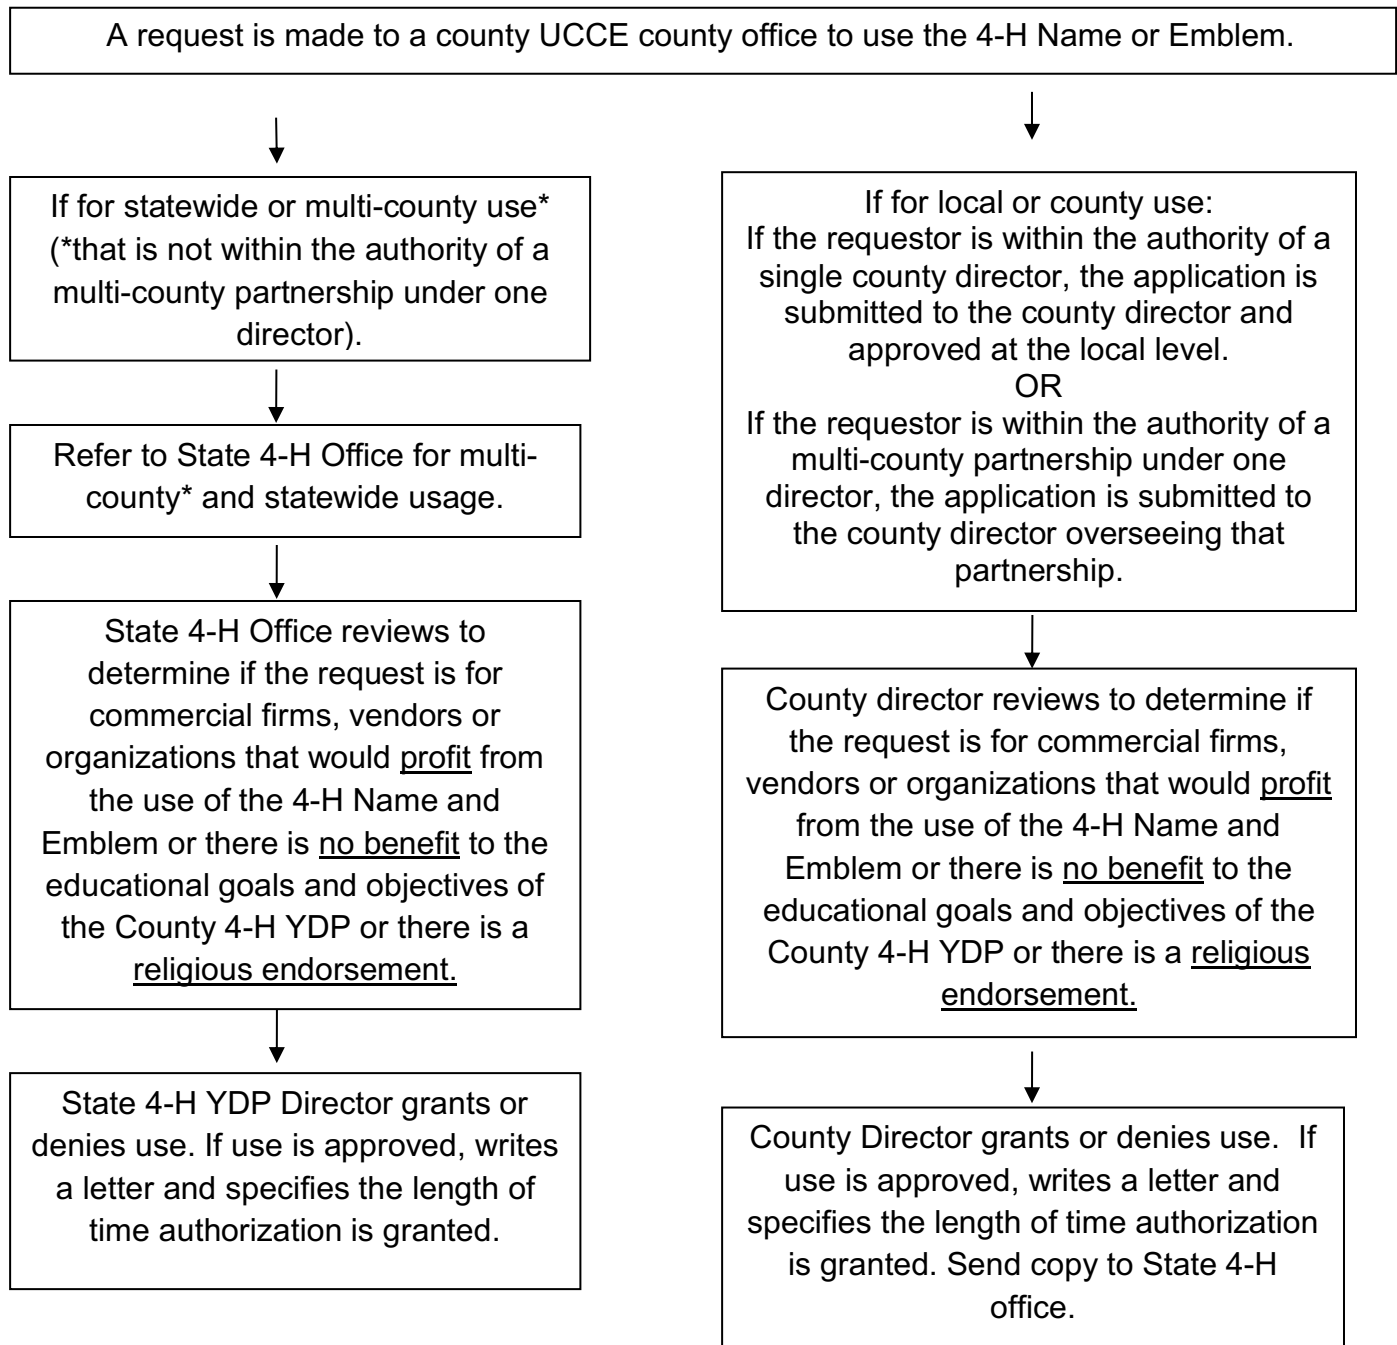 A request is made to a county UCCE county office to use the 4-H Name or Emblem.
If for statewide or multi-county use*
(*that is not within the authority of a
multi-county partnership under one
director).
Refer to State 4-H Office for multi-
county* and statewide usage.
State 4-H Office reviews to
determine if the request is for
commercial firms, vendors or
organizations that would profit from
the use of the 4-H Name and
Emblem or there is no benefit to the
educational goals and objectives of
the County 4-H YDP or there is a
religious endorsement.
State 4-H YDP Director grants or
denies use. If use is approved, writes
a letter and specifies the length of
time authorization is granted.
If for local or county use:
If the requestor is within the authority of a
single county director, the application is
submitted to the county director and
approved at the local level.
OR
If the requestor is within the authority of a
multi-county partnership under one
director, the application is submitted to
the county director overseeing that
partnership.
County director reviews to determine if
the request is for commercial firms,
vendors or organizations that would profit
from the use of the 4-H Name and
Emblem or there is no benefit to the
educational goals and objectives of the
County 4-H YDP or there is a religious
endorsement.
County Director grants or denies use.  If
use is approved, writes a letter and
specifies the length of time authorization
is granted. Send copy to State 4-H
office.